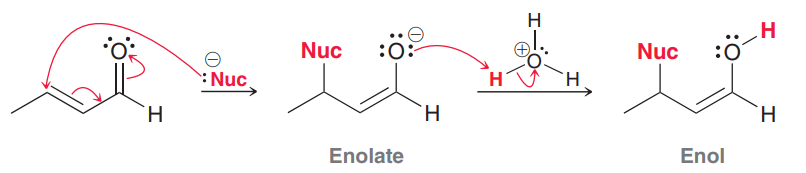 :O: H ⊖ :Nuc
Nuc :O: ⊖ H
H ⊕ O: H H
Nuc :O H H
Enolate
Enol